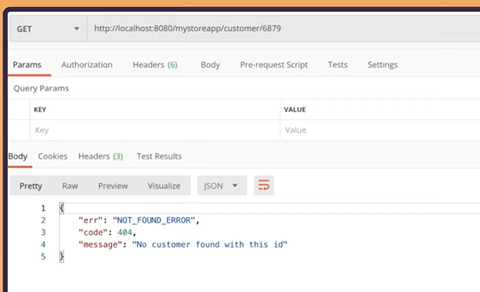 GET http://localhost:8080/mystoreapp/customer/6879
Params Authorization Headers (6) Body Pre-request Script Tests Settings
Query Params
KEY VALUE
Key Value
Body Cookies Headers (3) Test Results
Pretty Raw Preview Visualize JSON
1 {
2 "err": "NOT_FOUND_ERROR",
3 "code": 404,
4 "message": "No customer found with this id"
5 }